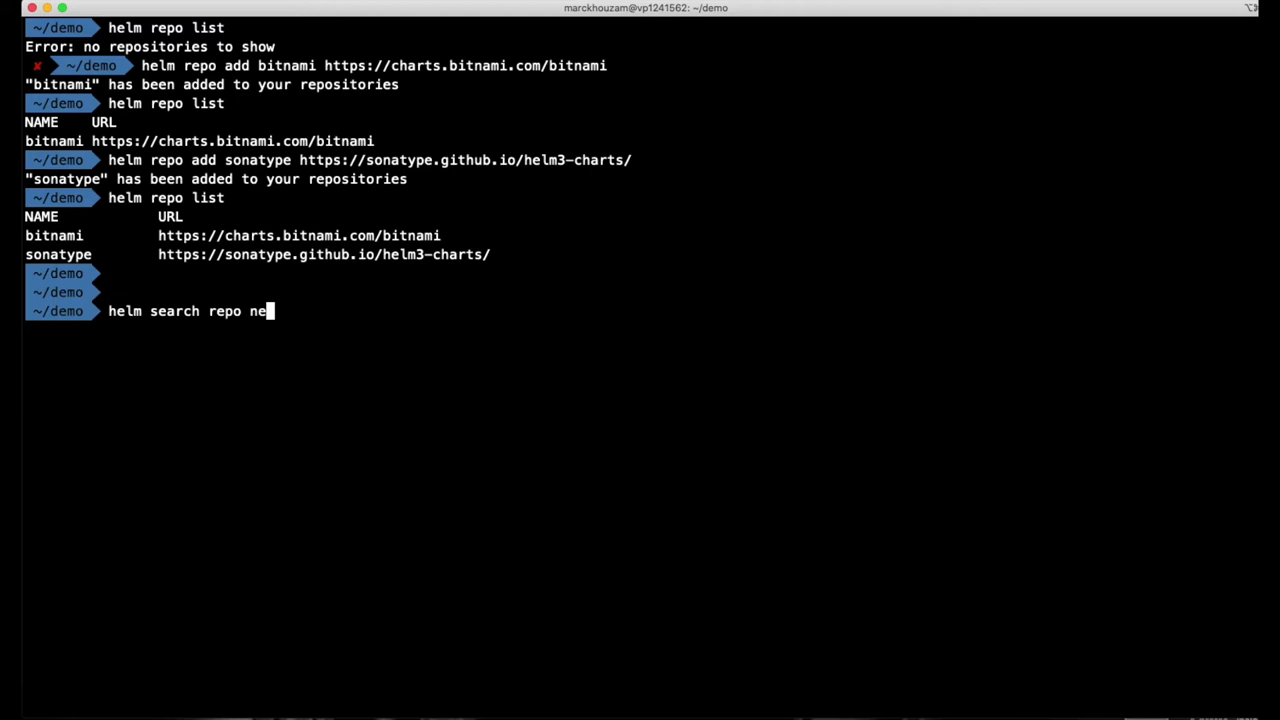 marckhouzam@vp1241562: ~/demo
~/demo helm repo list
Error: no repositories to show
✘ ~/demo helm repo add bitnami https://charts.bitnami.com/bitnami
"bitnami" has been added to your repositories
~/demo helm repo list
NAME URL
bitnami https://charts.bitnami.com/bitnami
~/demo helm repo add sonatype https://sonatype.github.io/helm3-charts/
"sonatype" has been added to your repositories
~/demo helm repo list
NAME URL
bitnami https://charts.bitnami.com/bitnami
sonatype https://sonatype.github.io/helm3-charts/
~/demo
~/demo
~/demo helm search repo ne